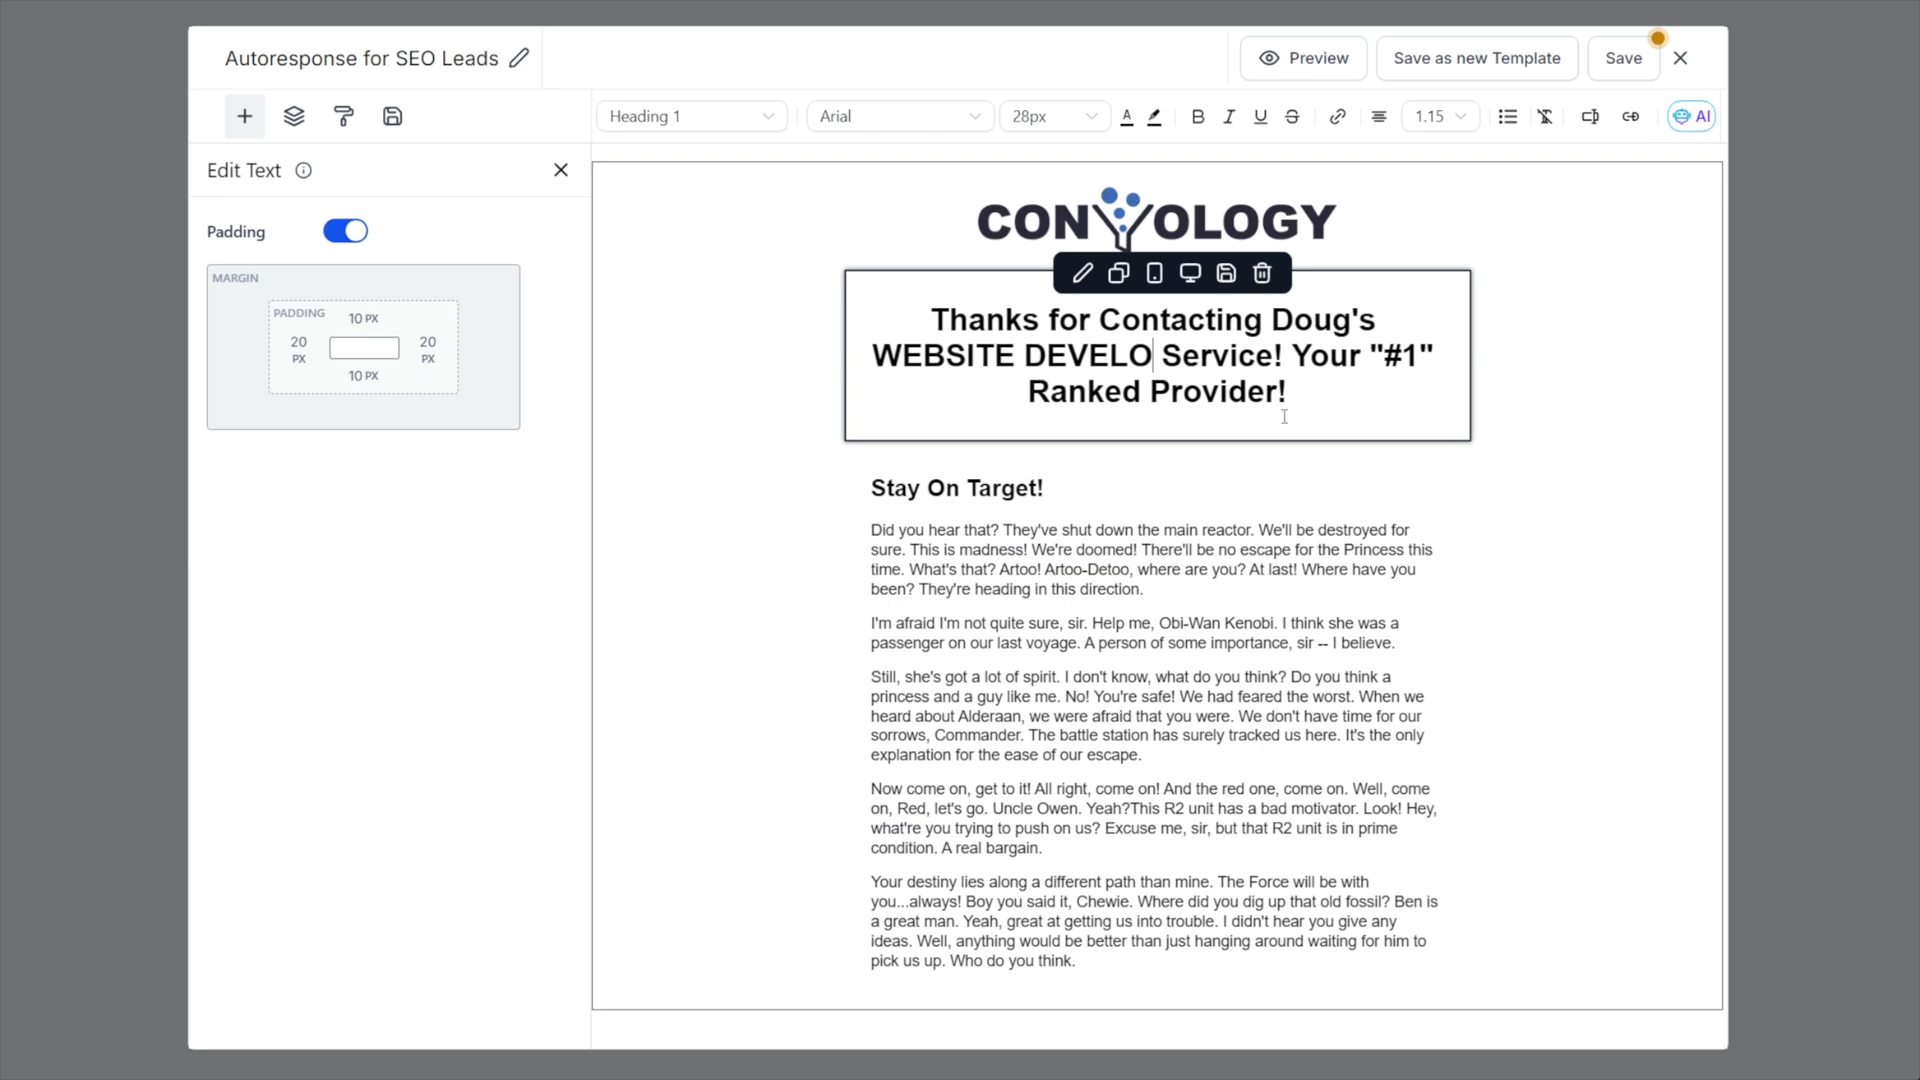 Autoresponse for SEO Leads
Preview
Save as new Template
Save
Heading 1
Arial
28px
A
B
I
U
S
1.15
AI
Edit Text
Padding
MARGIN
PADDING
10 PX
20 PX
20 PX
10 PX
CONYOLOGY
Thanks for Contacting Doug's
WEBSITE DEVELO Service! Your "#1"
Ranked Provider!
Stay On Target!
Did you hear that? They've shut down the main reactor. We'll be destroyed for
sure. This is madness! We're doomed! There'll be no escape for the Princess this
time. What's that? Artoo! Artoo-Detoo, where are you? At last! Where have you
been? They're heading in this direction.
I'm afraid I'm not quite sure, sir. Help me, Obi-Wan Kenobi. I think she was a
passenger on our last voyage. A person of some importance, sir -- I believe.
Still, she's got a lot of spirit. I don't know, what do you think? Do you think a
princess and a guy like me. No! You're safe! We had feared the worst. When we
heard about Alderaan, we were afraid that you were. We don't have time for our
sorrows, Commander. The battle station has surely tracked us here. It's the only
explanation for the ease of our escape.
Now come on, get to it! All right, come on! And the red one, come on. Well, come
on, Red, let's go. Uncle Owen. Yeah?This R2 unit has a bad motivator. Look! Hey,
what're you trying to push on us? Excuse me, sir, but that R2 unit is in prime
condition. A real bargain.
Your destiny lies along a different path than mine. The Force will be with
you...always! Boy you said it, Chewie. Where did you dig up that old fossil? Ben is
a great man. Yeah, great at getting us into trouble. I didn't hear you give any
ideas. Well, anything would be better than just hanging around waiting for him to
pick us up. Who do you think.